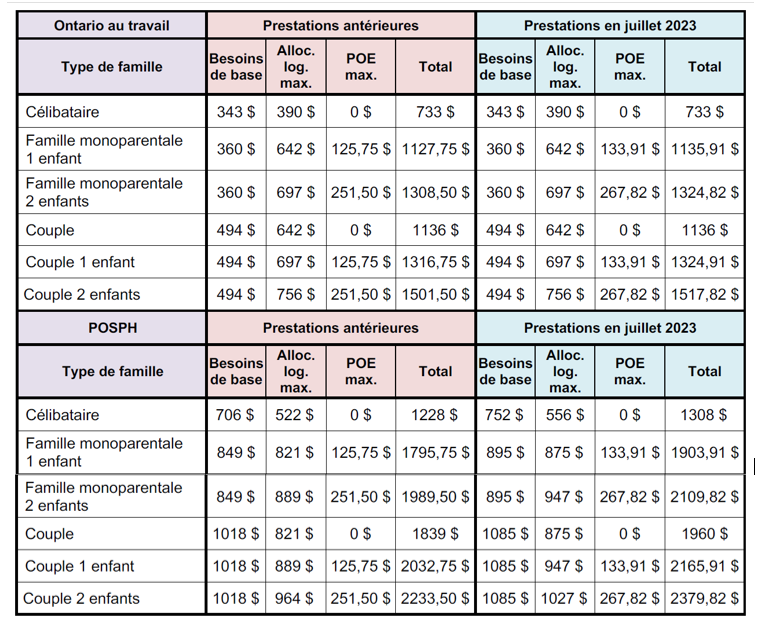 Ontario au travail Prestations antérieures Prestations en juillet 2023
Type de famille Besoins de base Alloc. log. max. POE max. Total Besoins de base Alloc. log. max. POE max. Total
Célibataire 343 $ 390 $ 0 $ 733 $ 343 $ 390 $ 0 $ 733 $
Famille monoparentale
1 enfant 360 $ 642 $ 125,75 $ 1127,75 $ 360 $ 642 $ 133,91 $ 1135,91 $
Famille monoparentale
2 enfants 360 $ 697 $ 251,50 $ 1308,50 $ 360 $ 697 $ 267,82 $ 1324,82 $
Couple 494 $ 642 $ 0 $ 1136 $ 494 $ 642 $ 0 $ 1136 $
Couple 1 enfant 494 $ 697 $ 125,75 $ 1316,75 $ 494 $ 697 $ 133,91 $ 1324,91 $
Couple 2 enfants 494 $ 756 $ 251,50 $ 1501,50 $ 494 $ 756 $ 267,82 $ 1517,82 $
POSPH Prestations antérieures Prestations en juillet 2023
Type de famille Besoins de base Alloc. log. max. POE max. Total Besoins de base Alloc. log. max. POE max. Total
Célibataire 706 $ 522 $ 0 $ 1228 $ 752 $ 556 $ 0 $ 1308 $
Famille monoparentale
1 enfant 849 $ 821 $ 125,75 $ 1795,75 $ 895 $ 875 $ 133,91 $ 1903,91 $
Famille monoparentale
2 enfants 849 $ 889 $ 251,50 $ 1989,50 $ 895 $ 947 $ 267,82 $ 2109,82 $
Couple 1018 $ 821 $ 0 $ 1839 $ 1085 $ 875 $ 0 $ 1960 $
Couple 1 enfant 1018 $ 889 $ 125,75 $ 2032,75 $ 1085 $ 947 $ 133,91 $ 2165,91 $
Couple 2 enfants 1018 $ 964 $ 251,50 $ 2233,50 $ 1085 $ 1027 $ 267,82 $ 2379,82 $